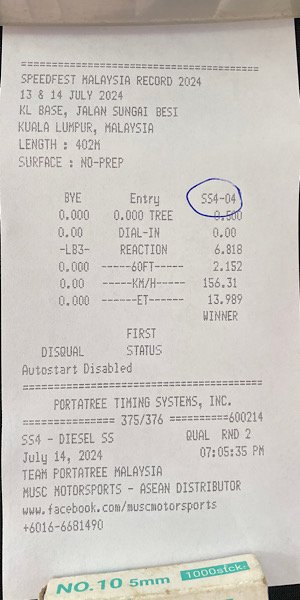 ========================================
SPEEDFEST MALAYSIA RECORD 2024
13 & 14 JULY 2024
KL BASE, JALAN SUNGAI BESI
KUALA LUMPUR, MALAYSIA
LENGTH : 402M
SURFACE : NO-PREP
BYE Entry SS4-04
0.000 0.000 TREE 0.500
0.00 DIAL-IN 0.00
-LB3- REACTION 6.818
0.000 -----60FT------ 2.152
0.00 -----KM/H------ 156.31
0.000 ------ET------- 13.989
WINNER
FIRST
DISQUAL STATUS
Autostart Disabled
========================================
PORTATREE TIMING SYSTEMS, INC.
=============== 375/376 ==========600214
SS4 - DIESEL SS QUAL RND 2
July 14, 2024 07:05:35 PM
TEAM PORTATREE MALAYSIA
MUSC MOTORSPORTS - ASEAN DISTRIBUTOR
www.facebook.com/muscmotorsports
+6016-6681490
NO.10 5mm 1000stck.